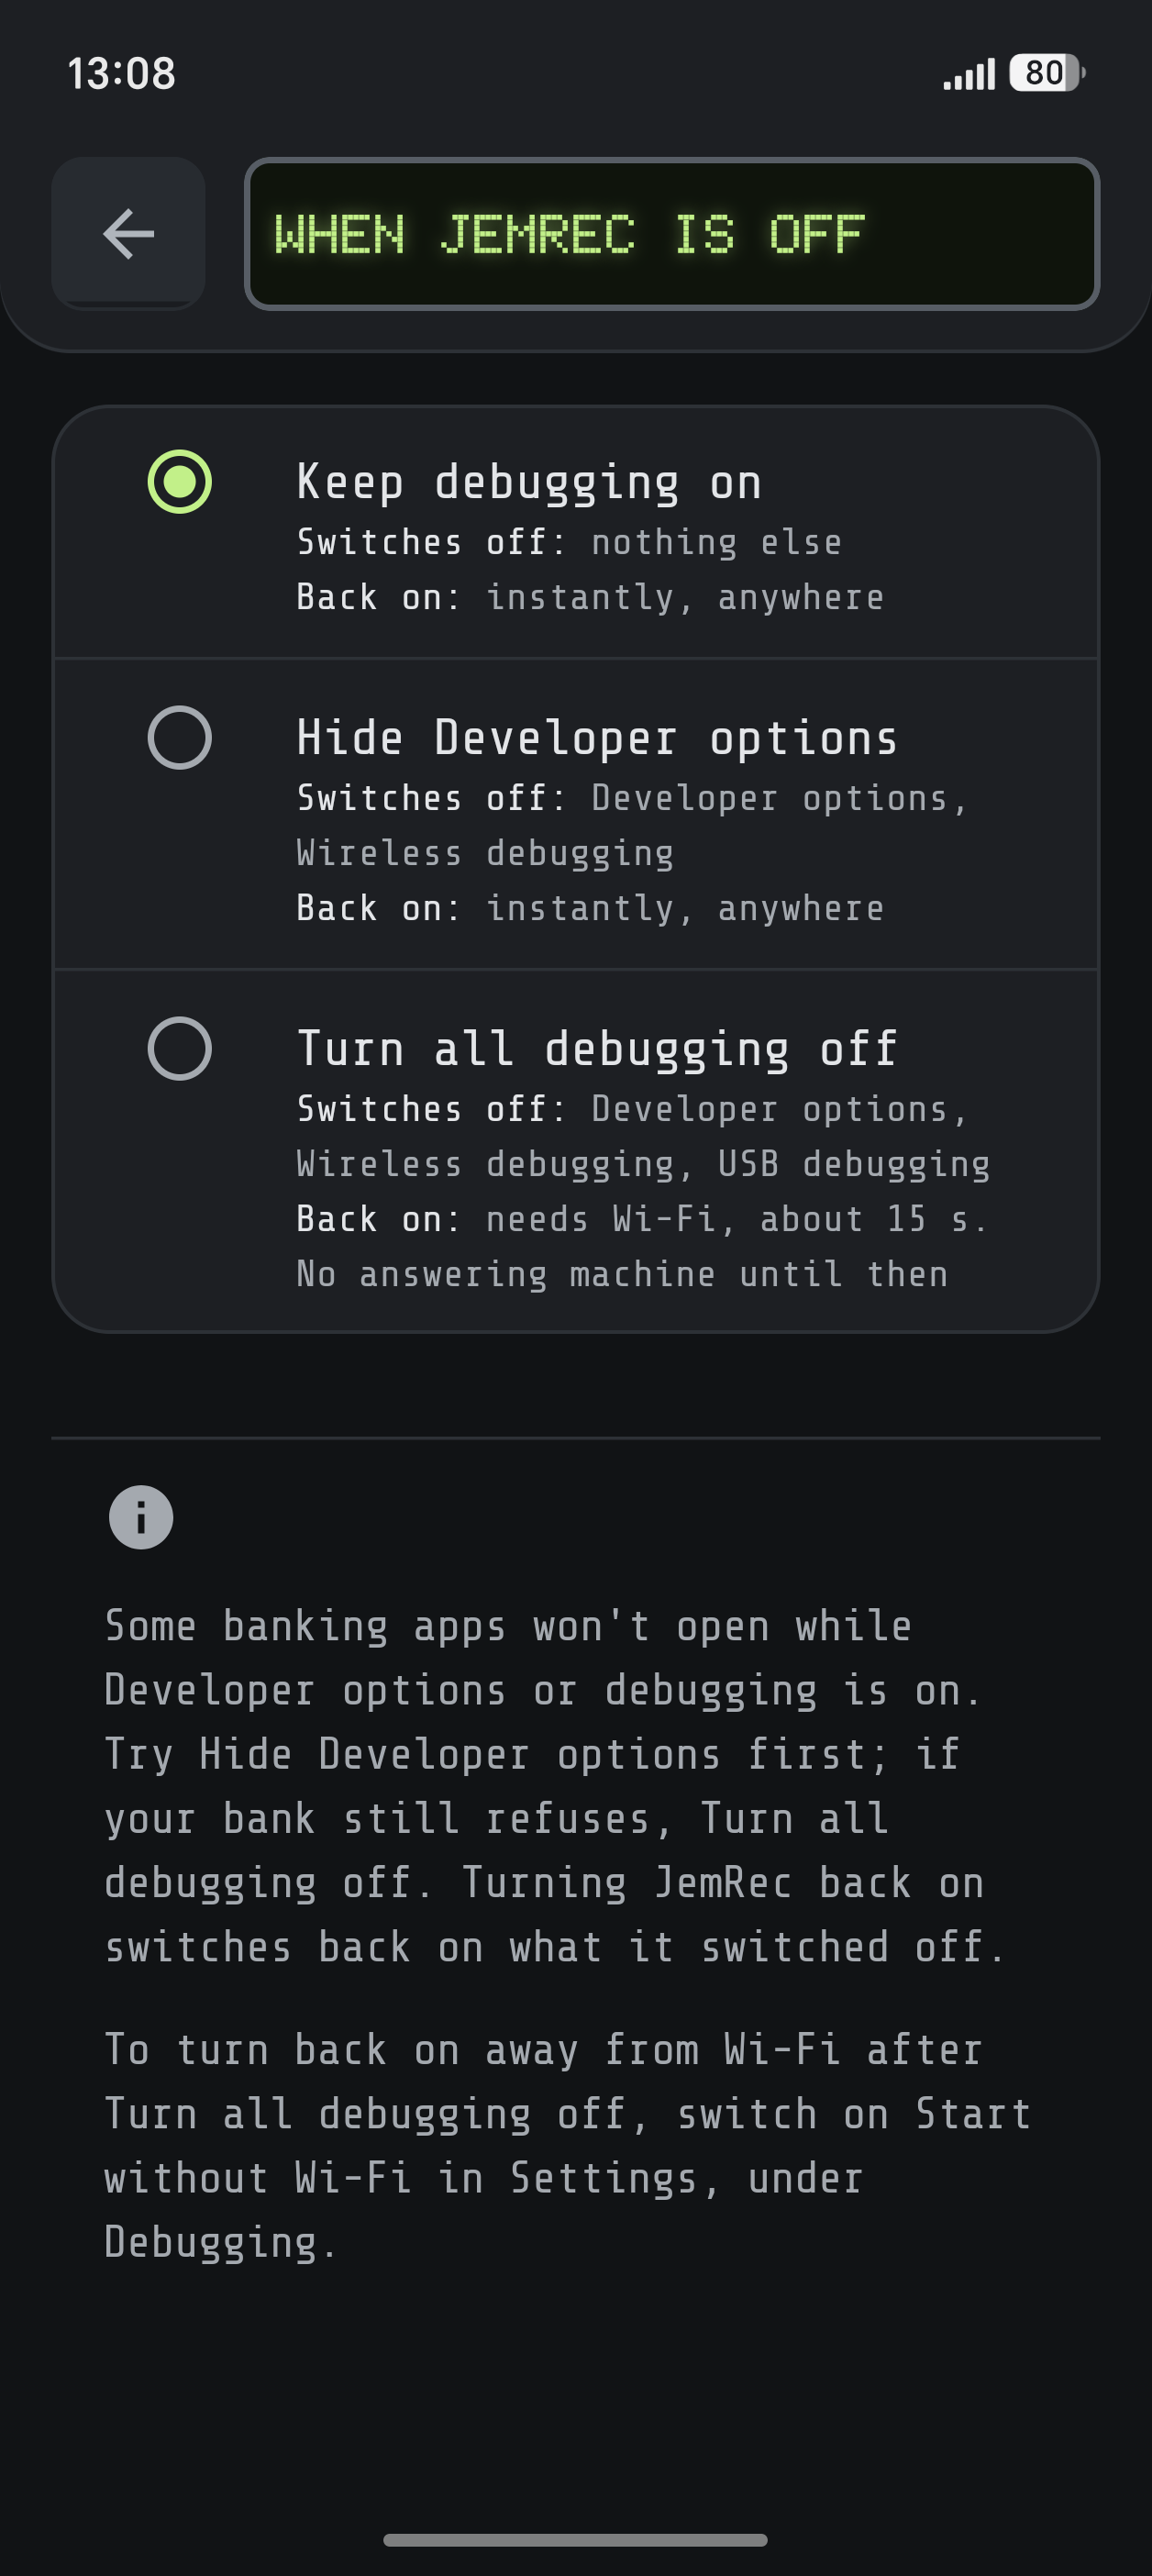 13:08
80
WHEN JEMREC IS OFF
Keep debugging on
Switches off: nothing else
Back on: instantly, anywhere
Hide Developer options
Switches off: Developer options,
Wireless debugging
Back on: instantly, anywhere
Turn all debugging off
Switches off: Developer options,
Wireless debugging, USB debugging
Back on: needs Wi-Fi, about 15 s.
No answering machine until then
Some banking apps won't open while
Developer options or debugging is on.
Try Hide Developer options first; if
your bank still refuses, Turn all
debugging off. Turning JemRec back on
switches back on what it switched off.
To turn back on away from Wi-Fi after
Turn all debugging off, switch on Start
without Wi-Fi in Settings, under
Debugging.